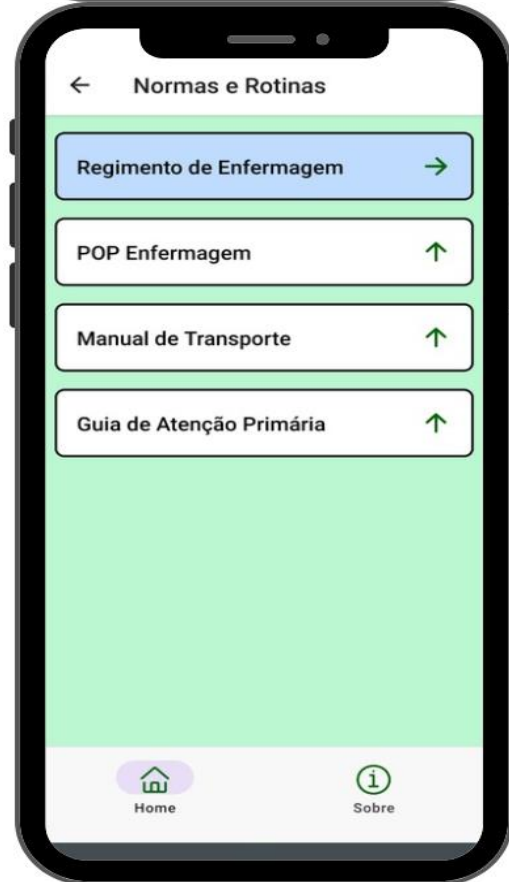 Normas e Rotinas
Regimento de Enfermagem
POP Enfermagem
Manual de Transporte
Guia de Atenção Primária
Home
Sobre